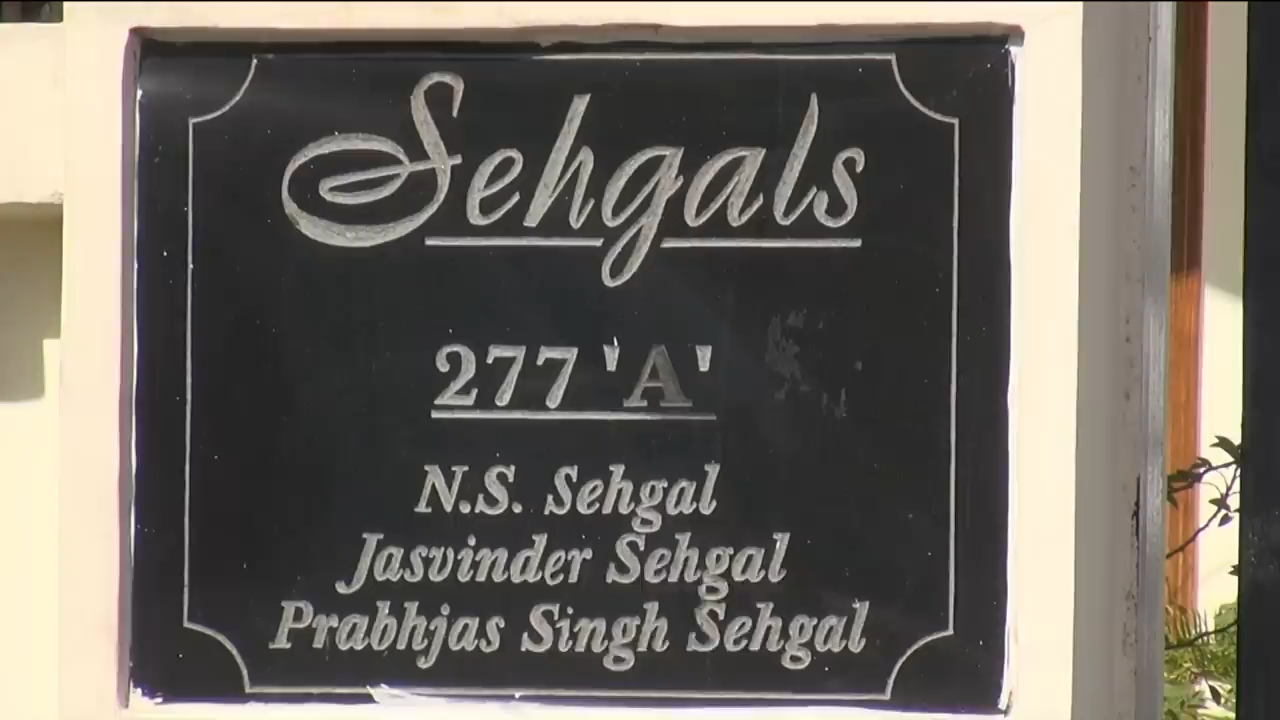 Sehgals
277 'A'
N.S. Sehgal
Jasvinder Sehgal
Prabhjas Singh Sehgal